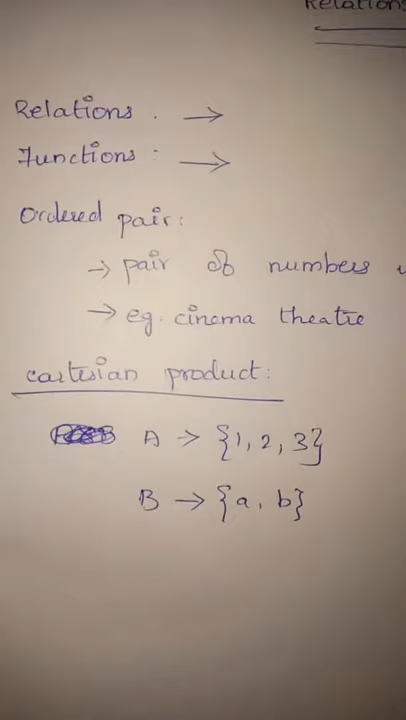 Relations
Relations . →
Functions : →
Ordered pair:
→ pair of numbers
→ eg. cinema theatre
cartesian product:
A → {1, 2, 3}
B → {a, b}